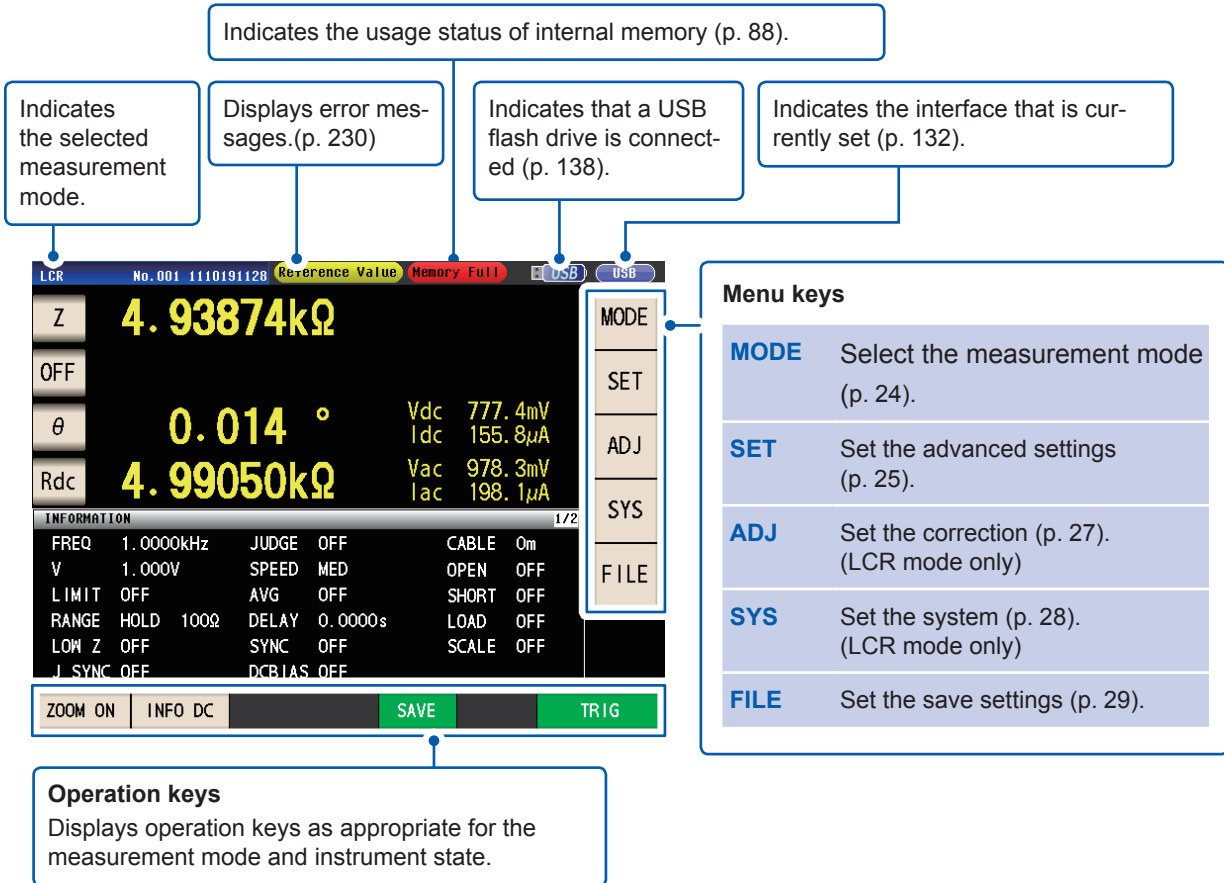 Indicates the usage status of internal memory (p. 88).
Indicates
the selected
measurement
mode.
Displays error mes-
sages.(p. 230)
Indicates that a USB
flash drive is connect-
ed (p. 138).
Indicates the interface that is cur-
rently set (p. 132).
LCR No.001 1110191128 Reference Value Memory Full USB USB
Z 4.93874kΩ
OFF
θ 0.014 °
Vdc 777.4mV
Idc 155.8μA
Rdc 4.99050kΩ
Vac 978.3mV
Iac 198.1μA
MODE
SET
ADJ
SYS
FILE
INFORMATION 1/2
FREQ 1.0000kHz JUDGE OFF CABLE 0m
V 1.000V SPEED MED OPEN OFF
LIMIT OFF AVG OFF SHORT OFF
RANGE HOLD 100Ω DELAY 0.0000s LOAD OFF
LOW Z OFF SYNC OFF SCALE OFF
J SYNC OFF DCBIAS OFF
ZOOM ON INFO DC SAVE TRIG
Menu keys
MODE Select the measurement mode
(p. 24).
SET Set the advanced settings
(p. 25).
ADJ Set the correction (p. 27).
(LCR mode only)
SYS Set the system (p. 28).
(LCR mode only)
FILE Set the save settings (p. 29).
Operation keys
Displays operation keys as appropriate for the
measurement mode and instrument state.